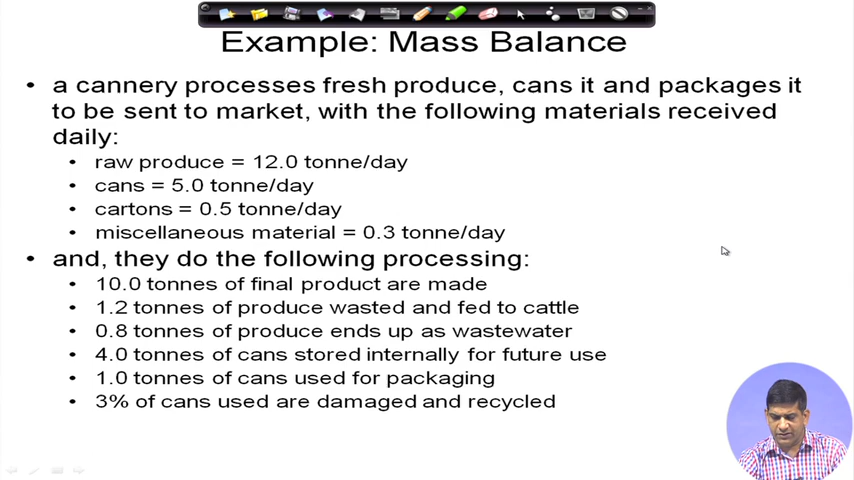 Example: Mass Balance
• a cannery processes fresh produce, cans it and packages it
to be sent to market, with the following materials received
daily:
• raw produce = 12.0 tonne/day
• cans = 5.0 tonne/day
• cartons = 0.5 tonne/day
• miscellaneous material = 0.3 tonne/day
• and, they do the following processing:
• 10.0 tonnes of final product are made
• 1.2 tonnes of produce wasted and fed to cattle
• 0.8 tonnes of produce ends up as wastewater
• 4.0 tonnes of cans stored internally for future use
• 1.0 tonnes of cans used for packaging
• 3% of cans used are damaged and recycled